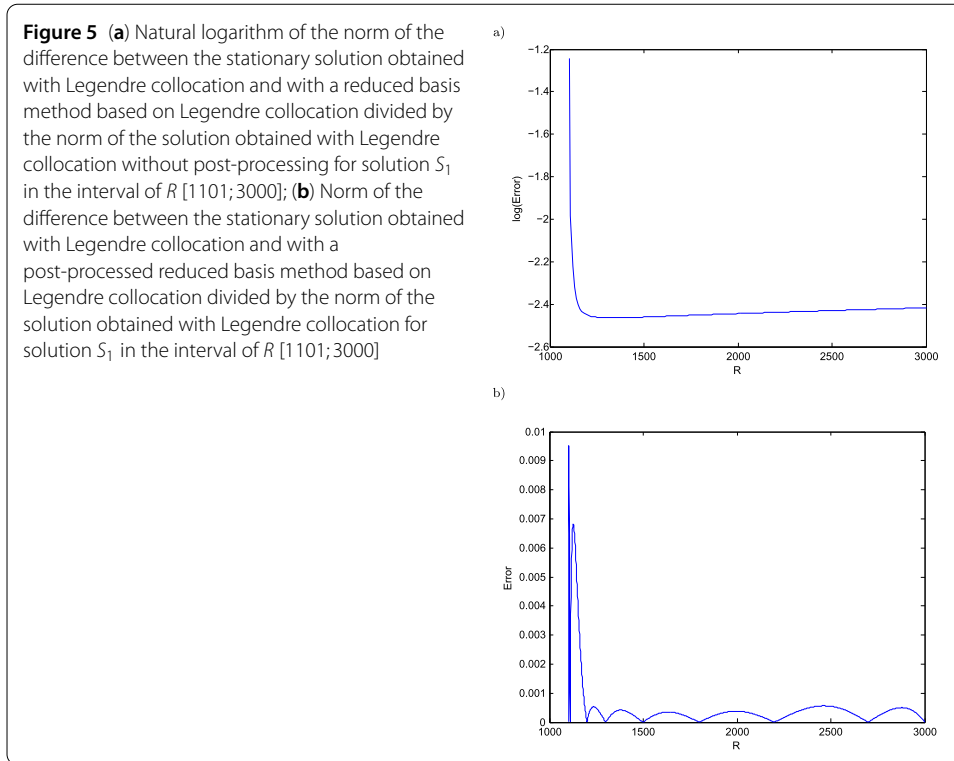 Figure 5 (a) Natural logarithm of the norm of the
difference between the stationary solution obtained
with Legendre collocation and with a reduced basis
method based on Legendre collocation divided by
the norm of the solution obtained with Legendre
collocation without post-processing for solution S₁
in the interval of R [1101; 3000]; (b) Norm of the
difference between the stationary solution obtained
with Legendre collocation and with a
post-processed reduced basis method based on
Legendre collocation divided by the norm of the
solution obtained with Legendre collocation for
solution S₁ in the interval of R [1101; 3000]
a)
−1.2
−1.4
−1.6
−1.8
−2
−2.2
−2.4
−2.6
log(Error)
1000 1500 2000 2500 3000
R
b)
0.01
0.009
0.008
0.007
0.006
0.005
0.004
0.003
0.002
0.001
0
Error
1000 1500 2000 2500 3000
R